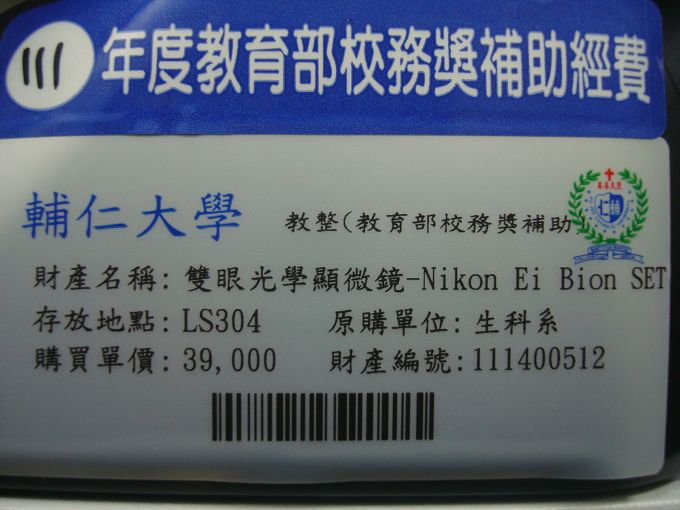 111 年度教育部校務獎補助經費
輔仁大學 教整(教育部校務獎補助)
財產名稱: 雙眼光學顯微鏡-Nikon Ei Bion SET
存放地點: LS304 原購單位: 生科系
購買單價: 39,000 財產編號: 111400512